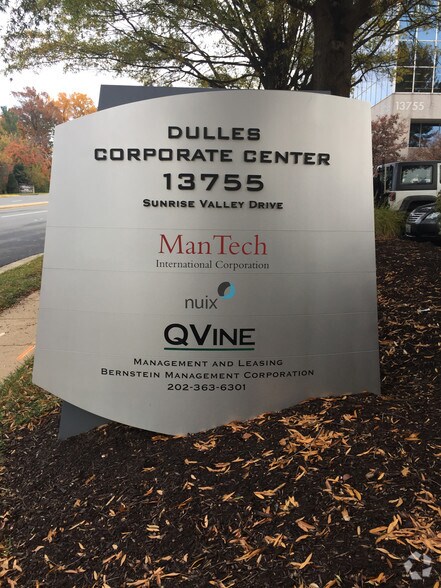 DULLES
CORPORATE CENTER
13755
SUNRISE VALLEY DRIVE
ManTech
International Corporation
nuix
QVINE
MANAGEMENT AND LEASING
BERNSTEIN MANAGEMENT CORPORATION
202-363-6301
13755